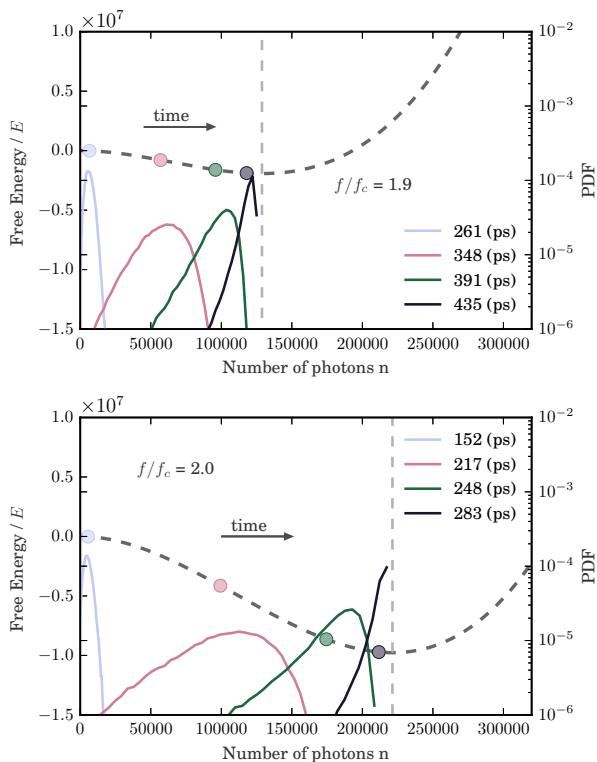 ×10⁷
1.0
0.5
0.0
−0.5
−1.0
−1.5
Free Energy / E
time
f/f_c = 1.9
261 (ps)
348 (ps)
391 (ps)
435 (ps)
10⁻²
10⁻³
10⁻⁴
10⁻⁵
10⁻⁶
PDF
0 50000 100000 150000 200000 250000 300000
Number of photons n
×10⁷
1.0
0.5
0.0
−0.5
−1.0
−1.5
Free Energy / E
f/f_c = 2.0
time
152 (ps)
217 (ps)
248 (ps)
283 (ps)
10⁻²
10⁻³
10⁻⁴
10⁻⁵
10⁻⁶
PDF
0 50000 100000 150000 200000 250000 300000
Number of photons n